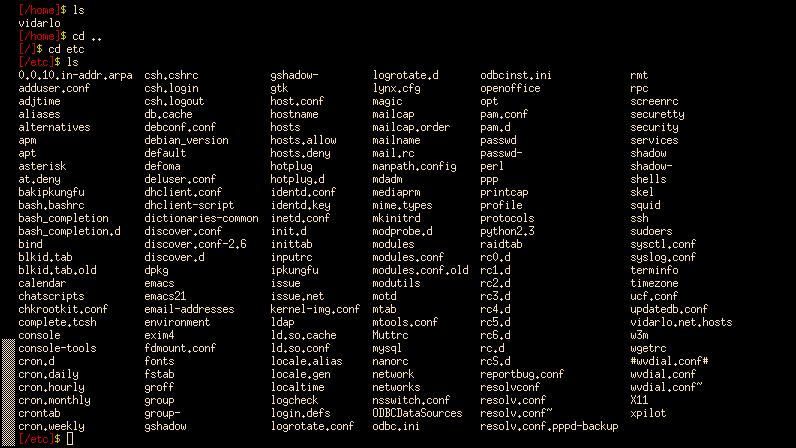 [/home]$ ls
vidarlo
[/home]$ cd ..
[/]$ cd etc
[/etc]$ ls
0.0.10.in-addr.arpa csh.cshrc gshadow- logrotate.d odbcinst.ini rmt
adduser.conf csh.login gtk lynx.cfg openoffice rpc
adjtime csh.logout host.conf magic opt screenrc
aliases db.cache hostname mailcap pam.conf securetty
alternatives debconf.conf hosts mailcap.order pam.d security
apm debian_version hosts.allow mailname passwd services
apt default hosts.deny mail.rc passwd- shadow
asterisk defoma hotplug manpath.config perl shadow-
at.deny deluser.conf hotplug.d mdadm ppp shells
bakipkungfu dhclient.conf identd.conf mediaprm printcap skel
bash.bashrc dhclient-script identd.key mime.types profile squid
bash_completion dictionaries-common inetd.conf mkinitrd protocols ssh
bash_completion.d discover.conf init.d modprobe.d python2.3 sudoers
bind discover.conf-2.6 inittab modules raidtab sysctl.conf
blkid.tab discover.d inputrc modules.conf rc0.d syslog.conf
blkid.tab.old dpkg ipkungfu modules.conf.old rc1.d terminfo
calendar emacs issue modutils rc2.d timezone
chatscripts emacs21 issue.net motd rc3.d ucf.conf
chkrootkit.conf email-addresses kernel-img.conf mtab rc4.d updatedb.conf
complete.tcsh environment ldap mtools.conf rc5.d vidarlo.net.hosts
console exim4 ld.so.cache Muttrc rc6.d w3m
console-tools fdmount.conf ld.so.conf mysql rc.d wgetrc
cron.d fonts locale.alias nanorc rcS.d #wvdial.conf#
cron.daily fstab locale.gen network reportbug.conf wvdial.conf
cron.hourly groff localtime networks resolvconf wvdial.conf~
cron.monthly group logcheck nsswitch.conf resolv.conf X11
crontab group- login.defs ODBCDataSources resolv.conf~ xpilot
cron.weekly gshadow logrotate.conf odbc.ini resolv.conf.pppd-backup
[/etc]$